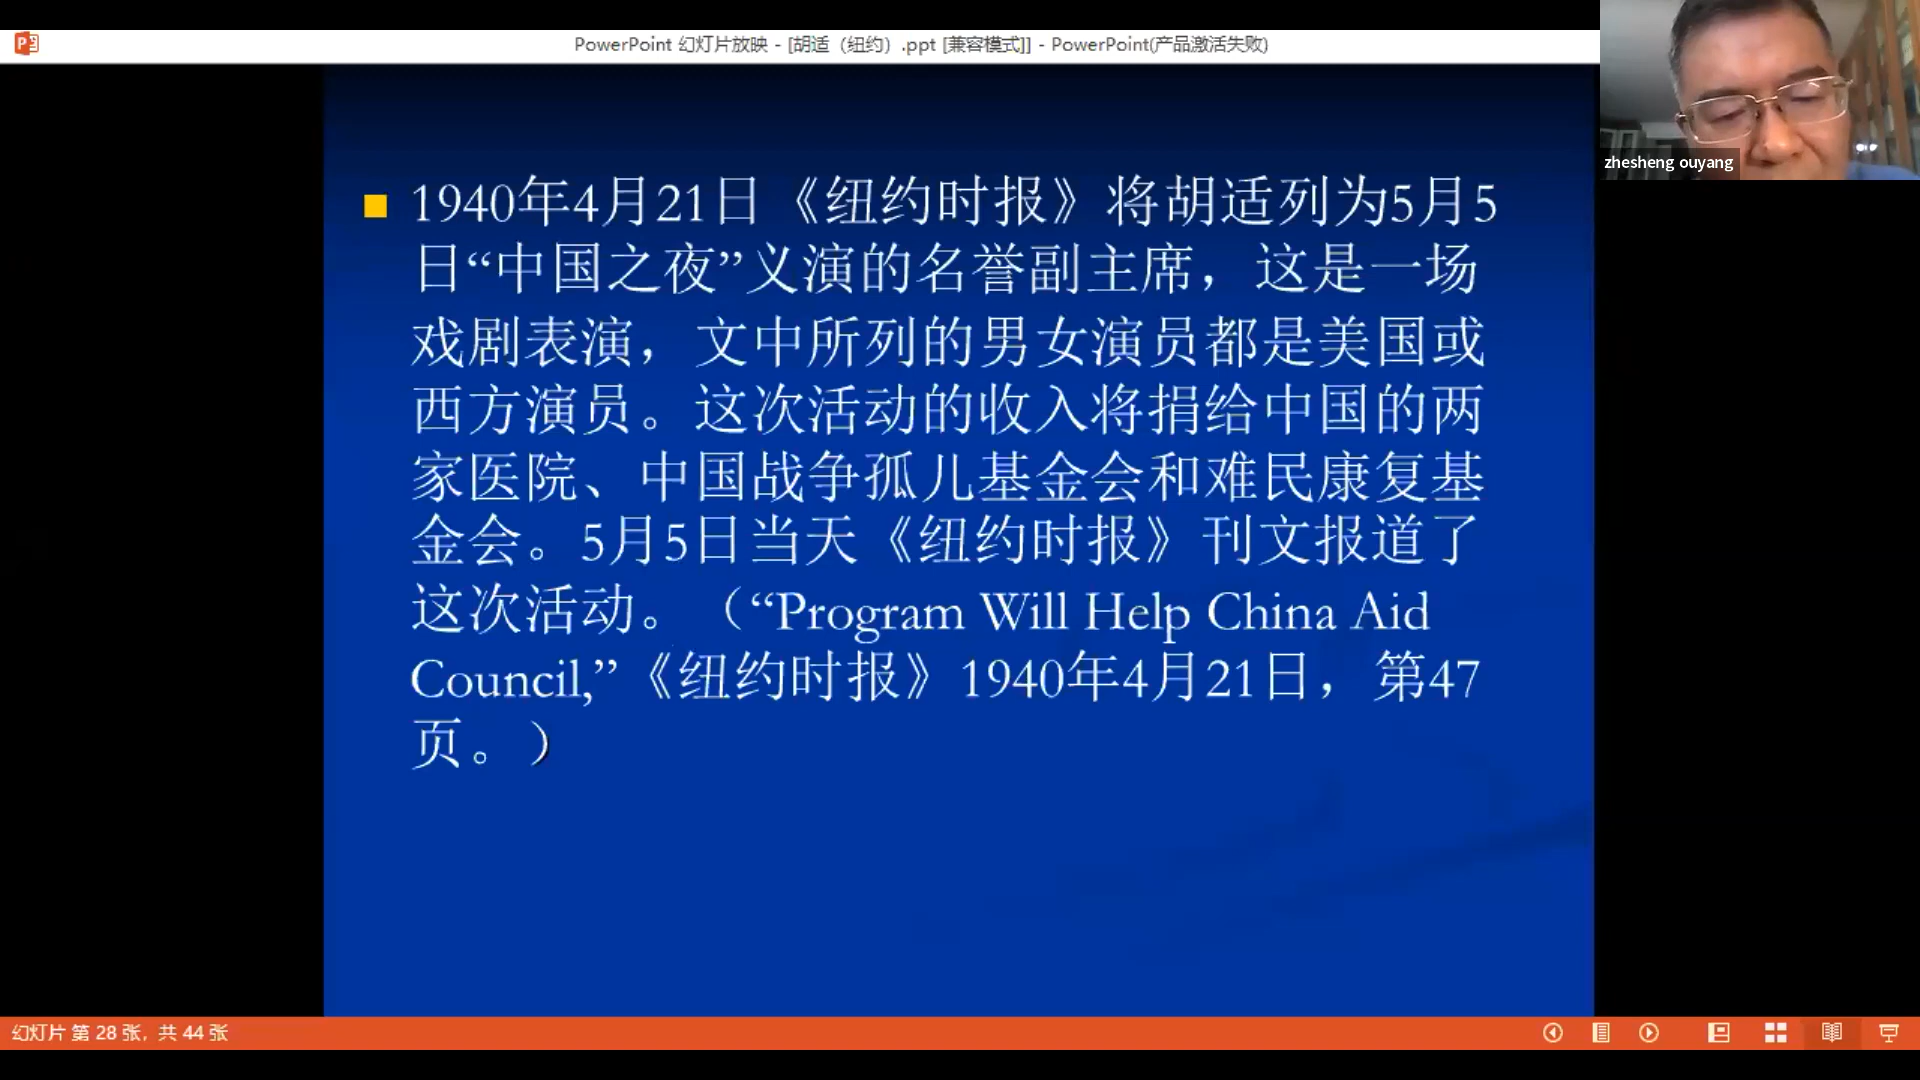 PowerPoint 幻灯片放映 - [胡适（纽约）.ppt [兼容模式]] - PowerPoint(产品激活失败)
zhesheng ouyang
1940年4月21日《纽约时报》将胡适列为5月5
日“中国之夜”义演的名誉副主席，这是一场
戏剧表演，文中所列的男女演员都是美国或
西方演员。这次活动的收入将捐给中国的两
家医院、中国战争孤儿基金会和难民康复基
金会。5月5日当天《纽约时报》刊文报道了
这次活动。（“Program Will Help China Aid
Council,”《纽约时报》1940年4月21日，第47
页。）
幻灯片 第 28 张，共 44 张